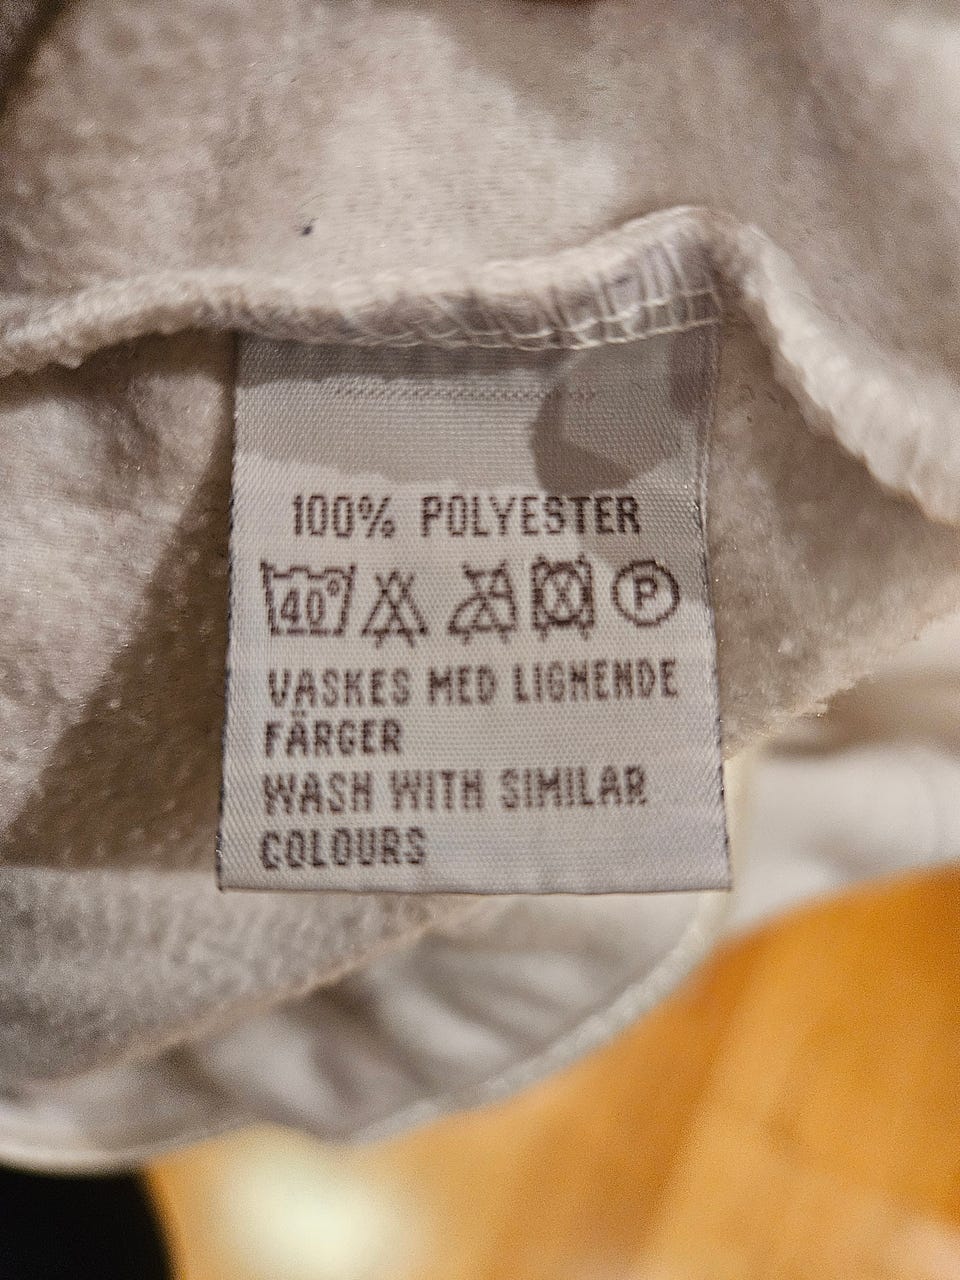 100% POLYESTER
40° P
VASKES MED LIGNENDE
FÄRGER
WASH WITH SIMILAR
COLOURS